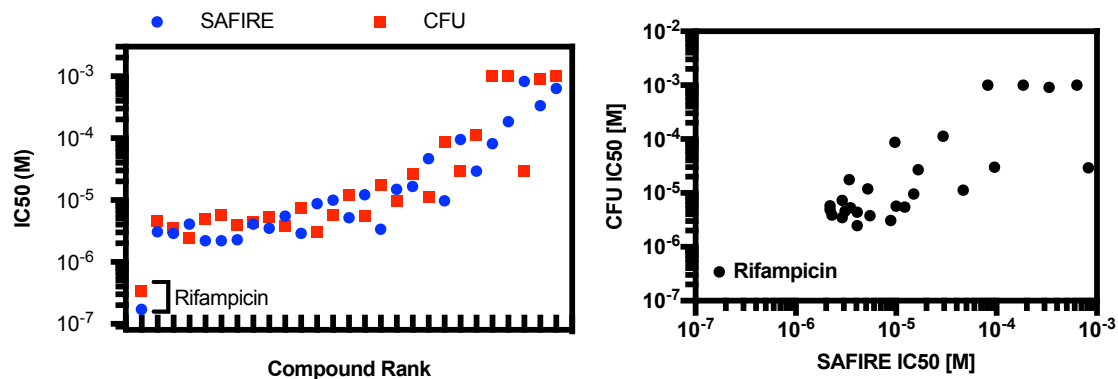 SAFIRE CFU
IC50 (M)
10-3
10-4
10-5
10-6
10-7
Rifampicin
Compound Rank
CFU IC50 [M]
10-2
10-3
10-4
10-5
10-6
10-7
Rifampicin
10-7 10-6 10-5 10-4 10-3
SAFIRE IC50 [M]